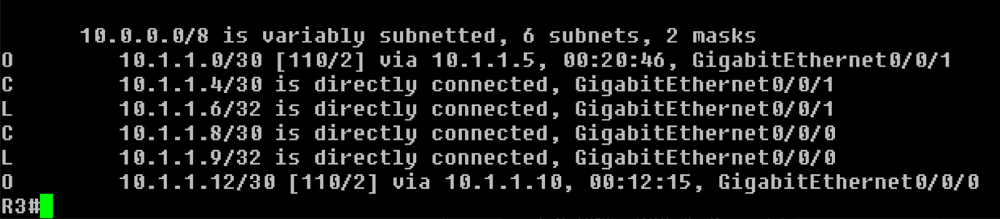 10.0.0.0/8 is variably subnetted, 6 subnets, 2 masks
O 10.1.1.0/30 [110/2] via 10.1.1.5, 00:20:46, GigabitEthernet0/0/1
C 10.1.1.4/30 is directly connected, GigabitEthernet0/0/1
L 10.1.1.6/32 is directly connected, GigabitEthernet0/0/1
C 10.1.1.8/30 is directly connected, GigabitEthernet0/0/0
L 10.1.1.9/32 is directly connected, GigabitEthernet0/0/0
O 10.1.1.12/30 [110/2] via 10.1.1.10, 00:12:15, GigabitEthernet0/0/0
R3#